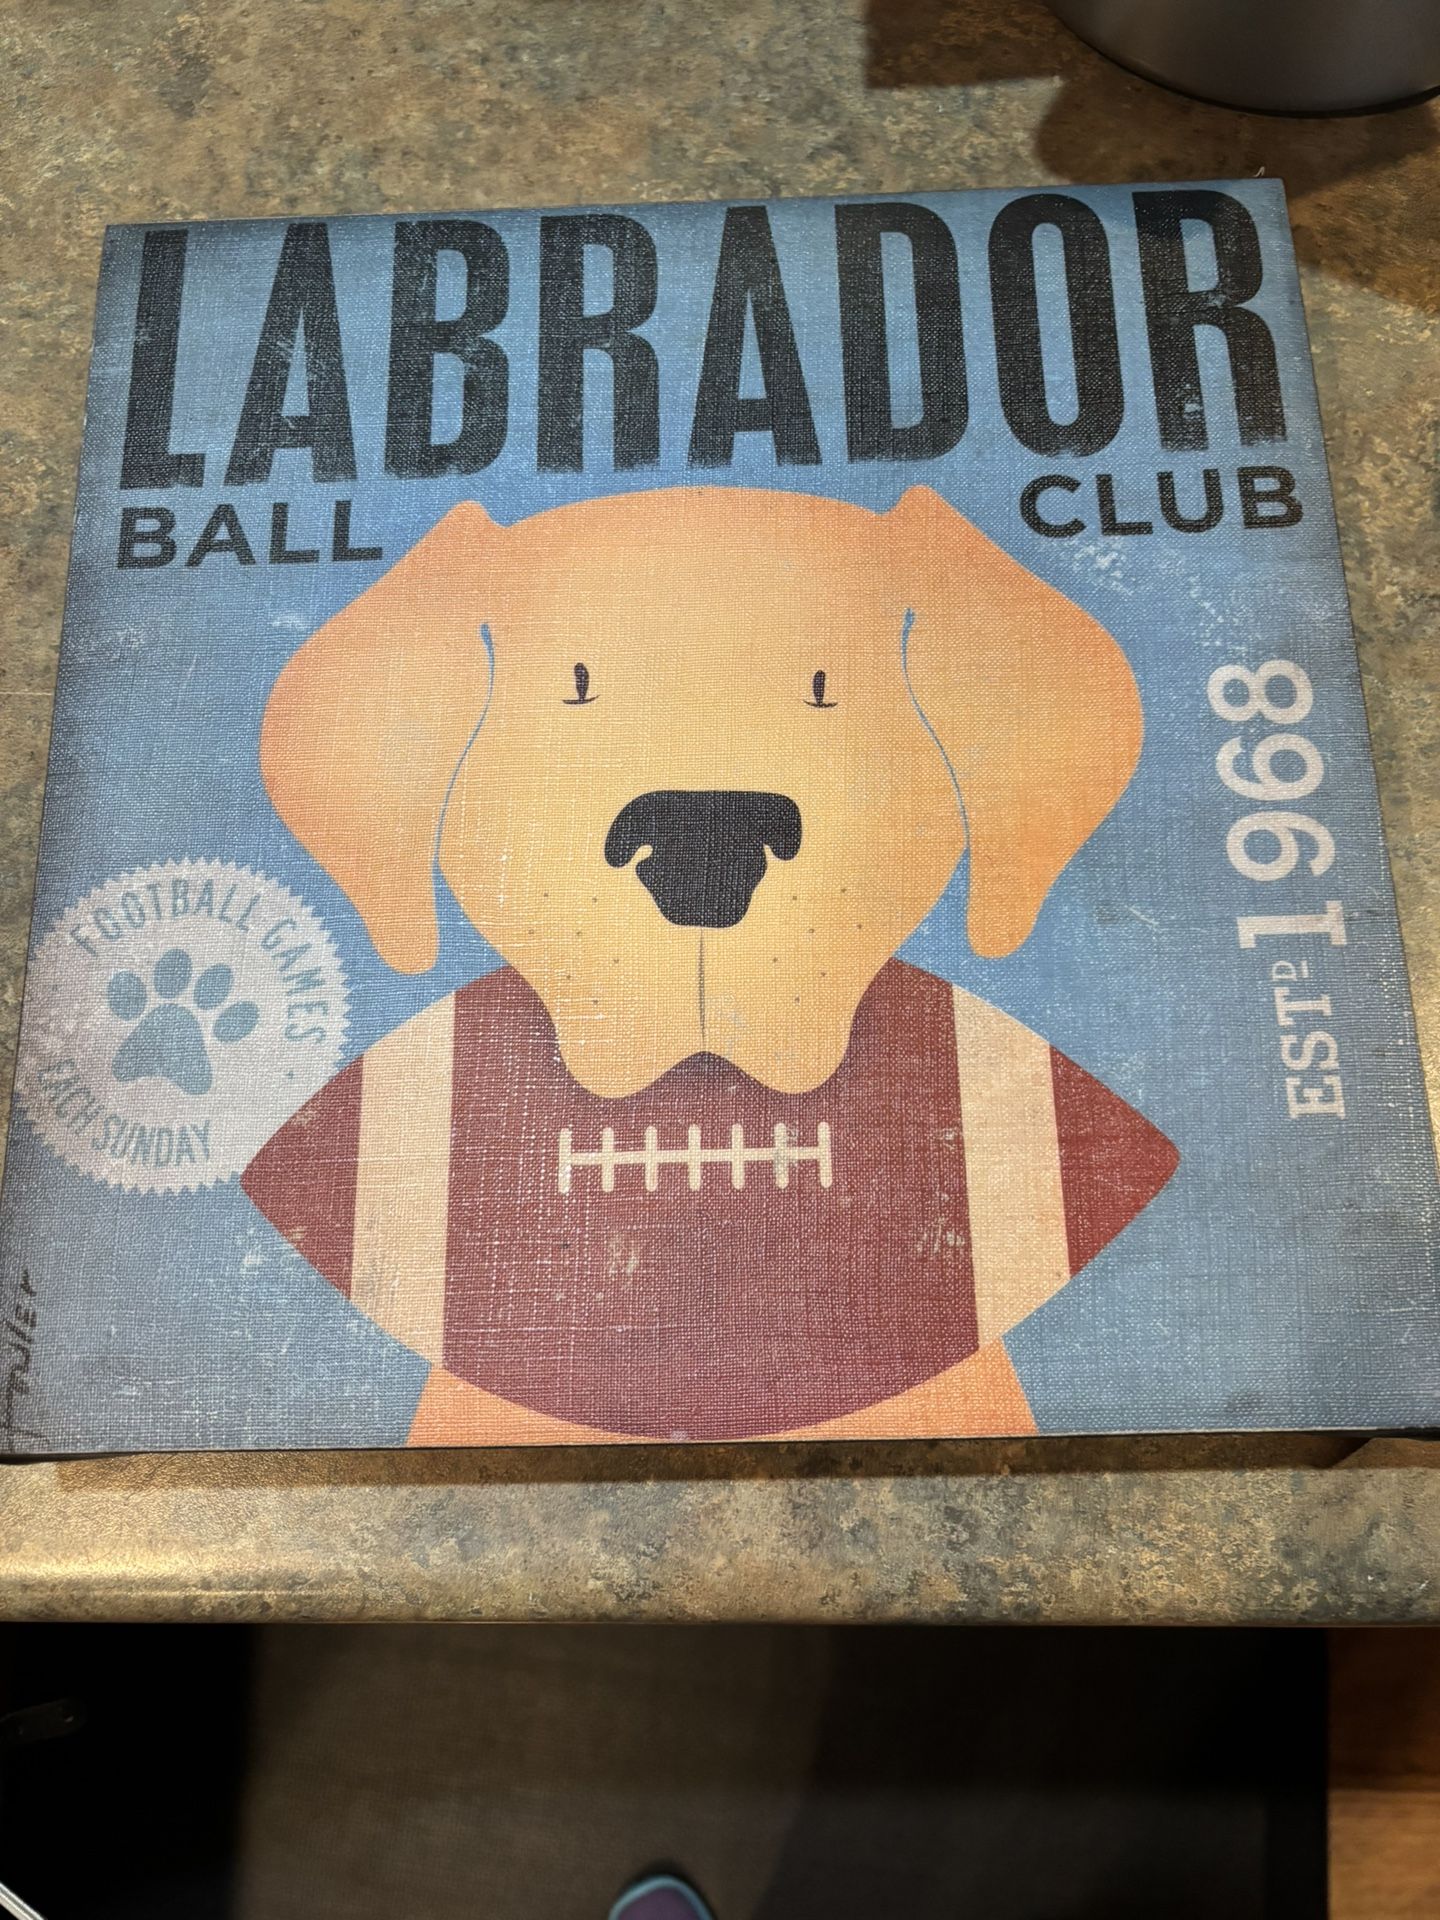 LABRADOR
BALL
CLUB
ESTD 1968
FOOTBALL GAMES
EACH SUNDAY